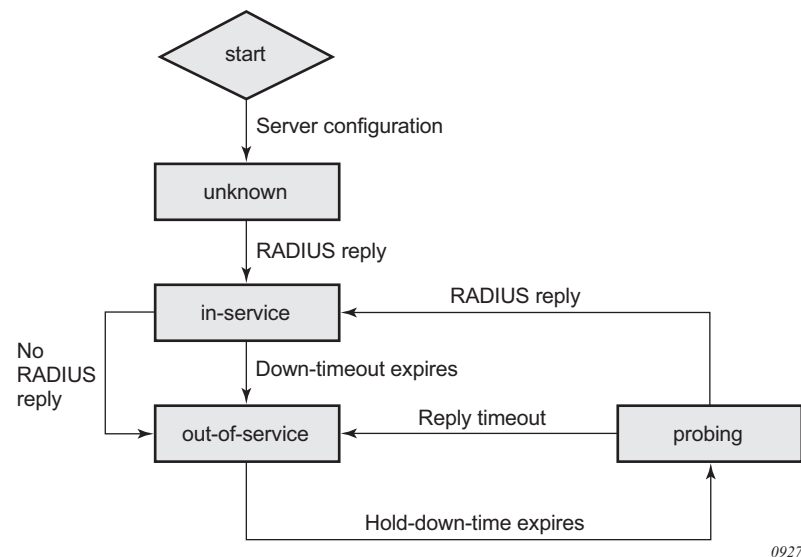 start
Server configuration
unknown
RADIUS reply
in-service
RADIUS reply
No
RADIUS
reply
Down-timeout expires
out-of-service
Reply timeout
probing
Hold-down-time expires
0927